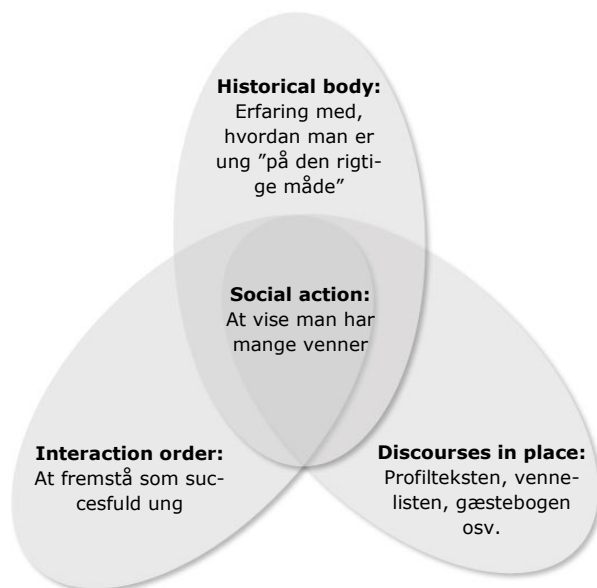 Historical body:
Erfaring med,
hvordan man er
ung ”på den rigti-
ge måde”
Social action:
At vise man har
mange venner
Interaction order:
At fremstå som suc-
cesfuld ung
Discourses in place:
Profilteksten, venne-
listen, gæstebogen
osv.